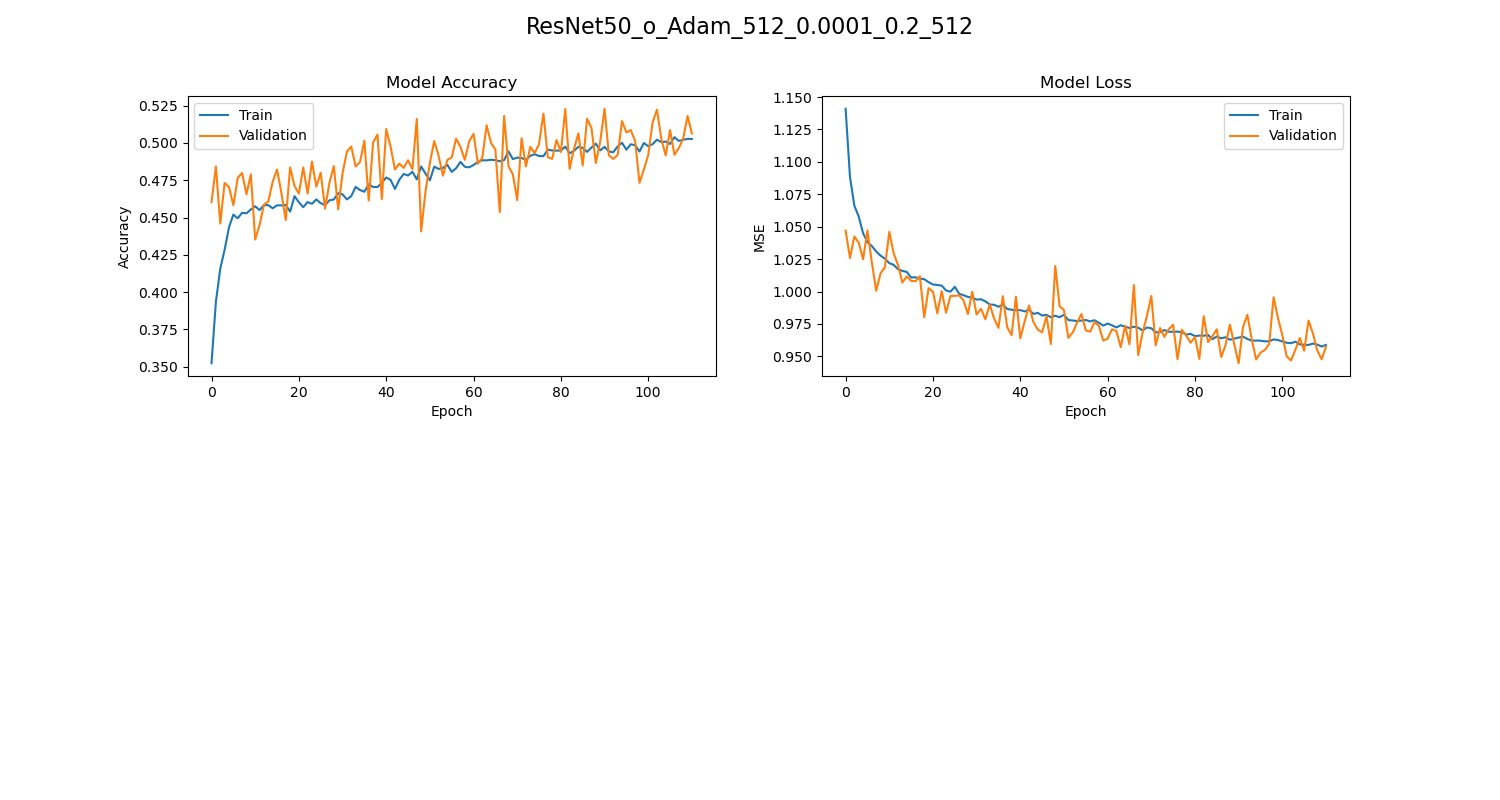 ResNet50_o_Adam_512_0.0001_0.2_512
Model Accuracy
0.525
0.500
0.475
0.450
0.425
0.400
0.375
0.350
Accuracy
Train
Validation
0
20
40
60
80
100
Epoch
Model Loss
1.150
1.125
1.100
1.075
1.050
1.025
1.000
0.975
0.950
MSE
Train
Validation
0
20
40
60
80
100
Epoch